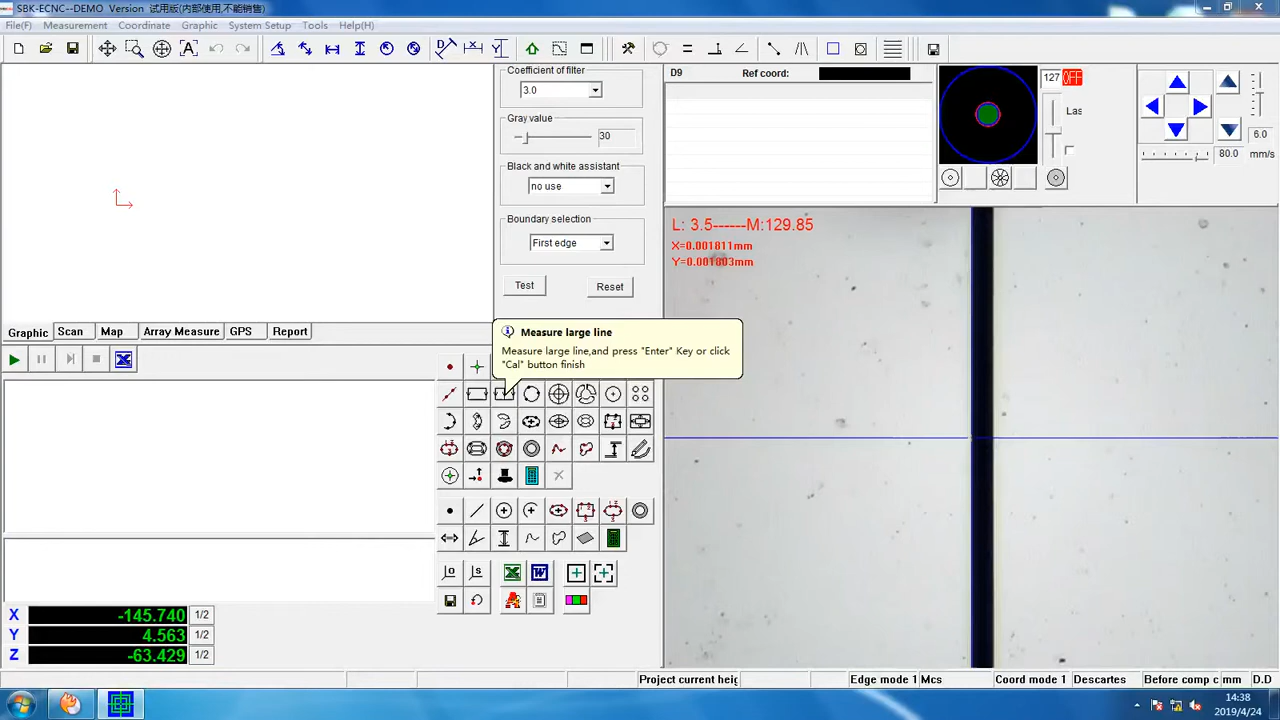 SBK-ECNC--DEMO Version 试用版(内部使用,不能销售)
File(F) Measurement Coordinate Graphic System Setup Tools Help(H)
Coefficient of filter
3.0
Gray value
30
Black and white assistant
no use
Boundary selection
First edge
Test Reset
D9 Ref coord:
127 OFF
Las
6.0
80.0 mm/s
L: 3.5------M:129.85
X=0.001811mm
Y=0.001803mm
Graphic Scan Map Array Measure GPS Report
Measure large line
Measure large line,and press "Enter" Key or click
"Cal" button finish
X -145.740 1/2
Y 4.563 1/2
Z -63.429 1/2
Project current heig Edge mode 1 Mcs Coord mode 1 Descartes Before comp c mm D.D
14:38
2019/4/24